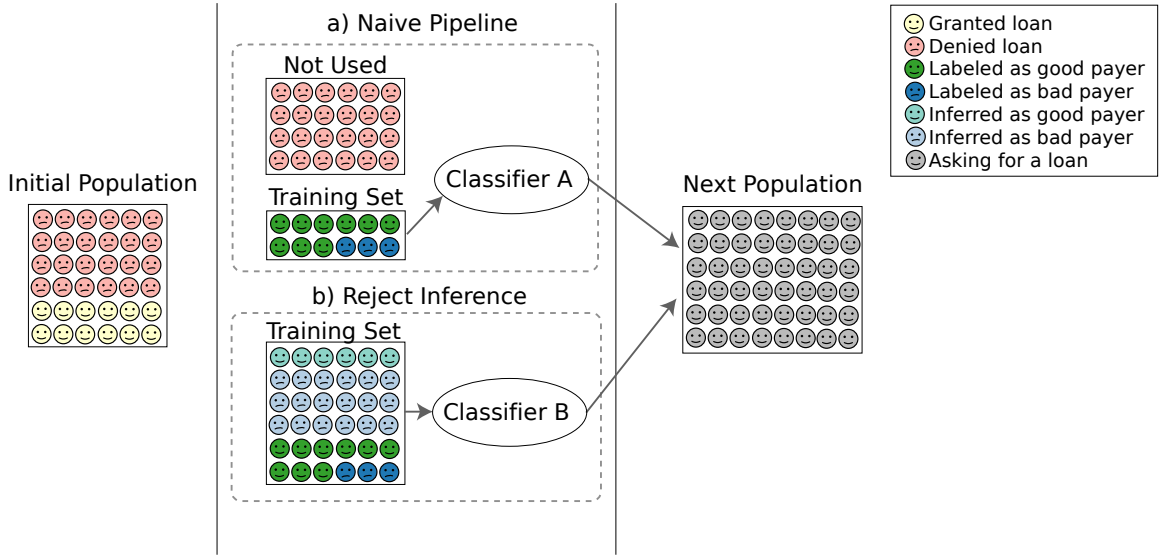 a) Naive Pipeline
Not Used
Training Set
Classifier A
Initial Population
b) Reject Inference
Training Set
Classifier B
Next Population
Granted loan
Denied loan
Labeled as good payer
Labeled as bad payer
Inferred as good payer
Inferred as bad payer
Asking for a loan